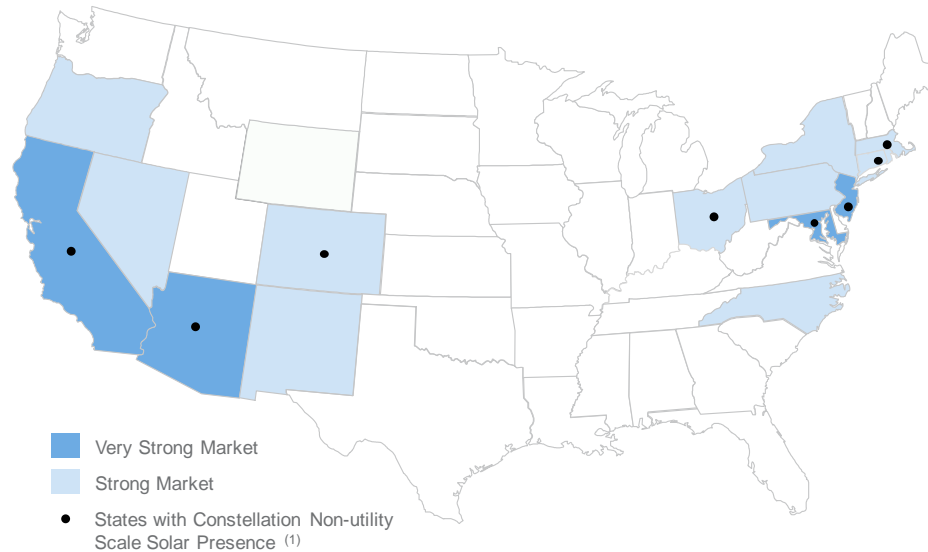 Very Strong Market
Strong Market
States with Constellation Non-utility
Scale Solar Presence (1)